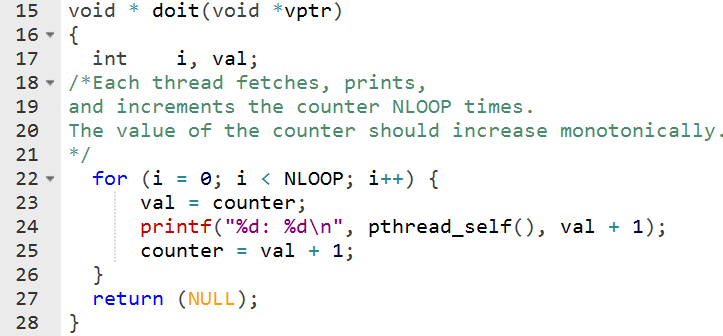 15 void * doit(void *vptr)
16 {
17   int    i, val;
18 /*Each thread fetches, prints,
19 and increments the counter NLOOP times.
20 The value of the counter should increase monotonically.
21 */
22   for (i = 0; i < NLOOP; i++) {
23       val = counter;
24       printf("%d: %d\n", pthread_self(), val + 1);
25       counter = val + 1;
26   }
27   return (NULL);
28 }